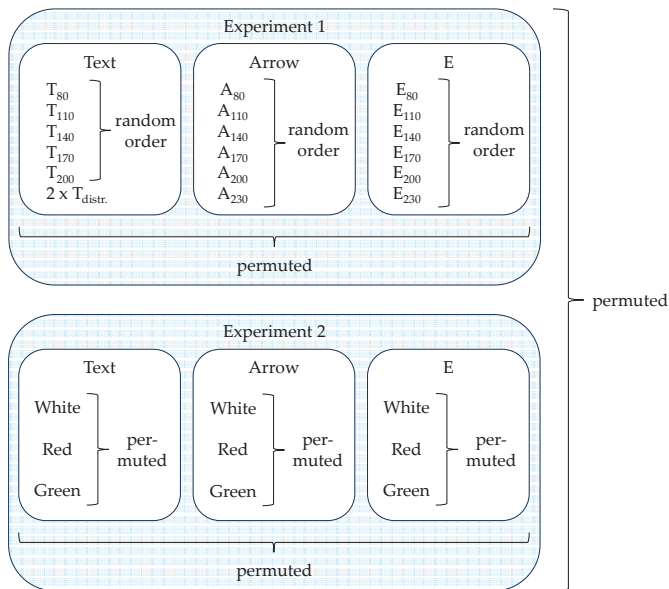 Experiment 1
Text
T80
T110
T140
T170
T200
2 x Tdistr.
random
order
Arrow
A80
A110
A140
A170
A200
A230
random
order
E
E80
E110
E140
E170
E200
E230
random
order
permuted
Experiment 2
Text
White
Red
Green
per-
muted
Arrow
White
Red
Green
per-
muted
E
White
Red
Green
per-
muted
permuted
permuted